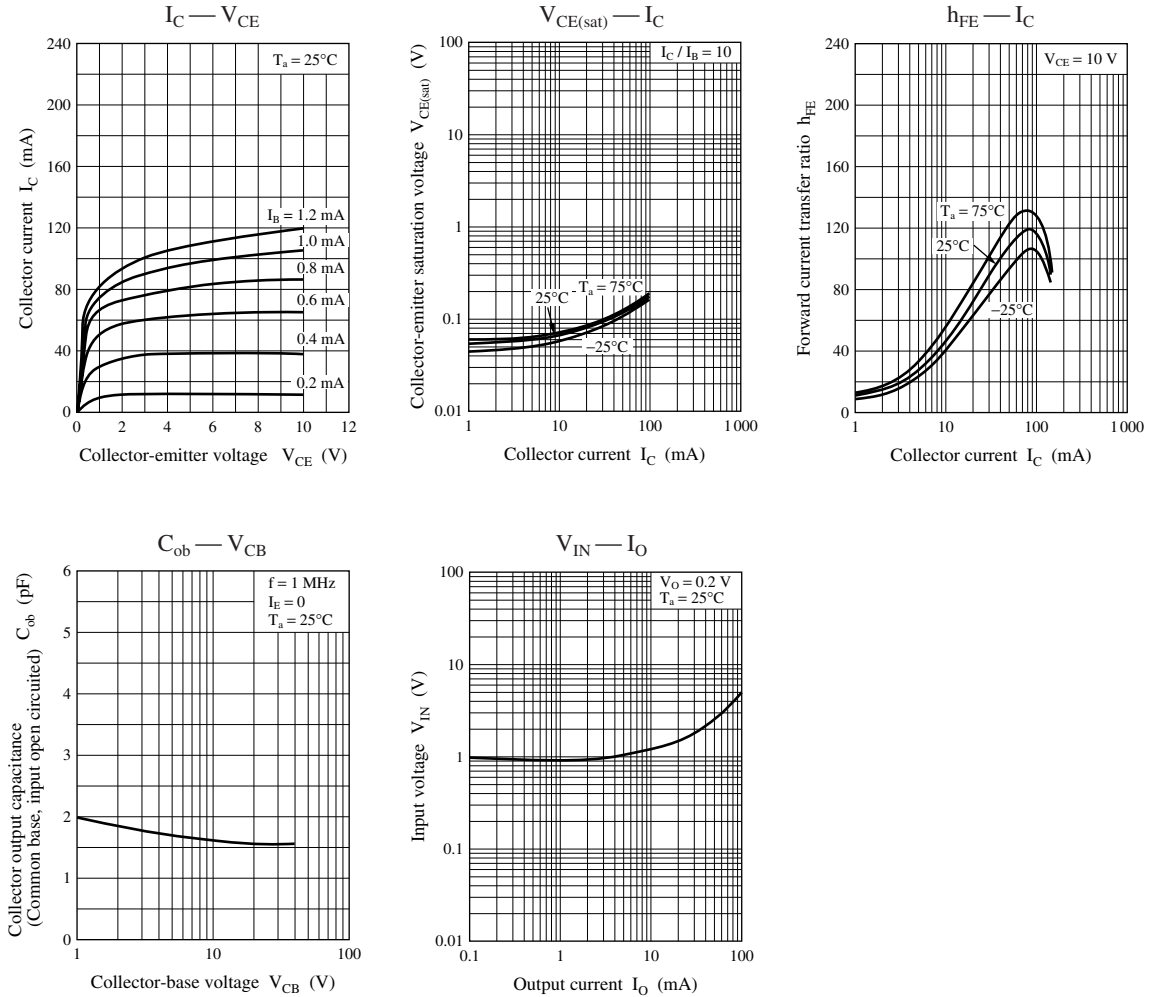 I_C — V_CE
240
200
160
120
80
40
0
0 2 4 6 8 10 12
T_a = 25°C
I_B = 1.2 mA
1.0 mA
0.8 mA
0.6 mA
0.4 mA
0.2 mA
Collector current I_C (mA)
Collector-emitter voltage V_CE (V)
V_CE(sat) — I_C
100
10
1
0.1
0.01
1 10 100 1 000
I_C / I_B = 10
25°C
T_a = 75°C
–25°C
Collector-emitter saturation voltage V_CE(sat) (V)
Collector current I_C (mA)
h_FE — I_C
240
200
160
120
80
40
0
1 10 100 1 000
V_CE = 10 V
T_a = 75°C
25°C
–25°C
Forward current transfer ratio h_FE
Collector current I_C (mA)
C_ob — V_CB
6
5
4
3
2
1
0
1 10 100
f = 1 MHz
I_E = 0
T_a = 25°C
Collector output capacitance
(Common base, input open circuited) C_ob (pF)
Collector-base voltage V_CB (V)
V_IN — I_O
100
10
1
0.1
0.01
0.1 1 10 100
V_O = 0.2 V
T_a = 25°C
Input voltage V_IN (V)
Output current I_O (mA)